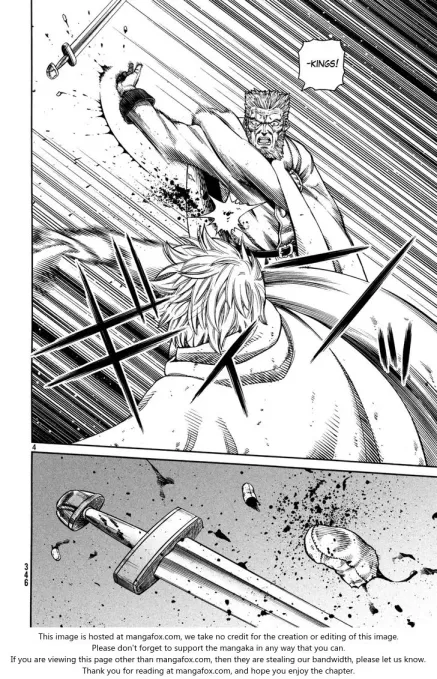 -KINGS!
4
346
This image is hosted at mangafox.com, we take no credit for the creation or editing of this image.
Please don't forget to support the mangaka in any way that you can.
If you are viewing this page other than mangafox.com, then they are stealing our bandwidth, please let us know.
Thank you for reading at mangafox.com, and hope you enjoy the chapter.